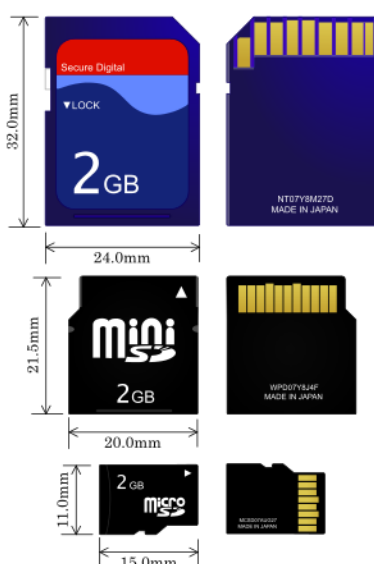 Secure Digital
▼LOCK
2GB
32.0mm
24.0mm
NT07Y8M27D
MADE IN JAPAN
mini
SD
2GB
21.5mm
20.0mm
WPD07Y8J4F
MADE IN JAPAN
2GB
micro
SD
11.0mm
15.0mm
MADE IN JAPAN